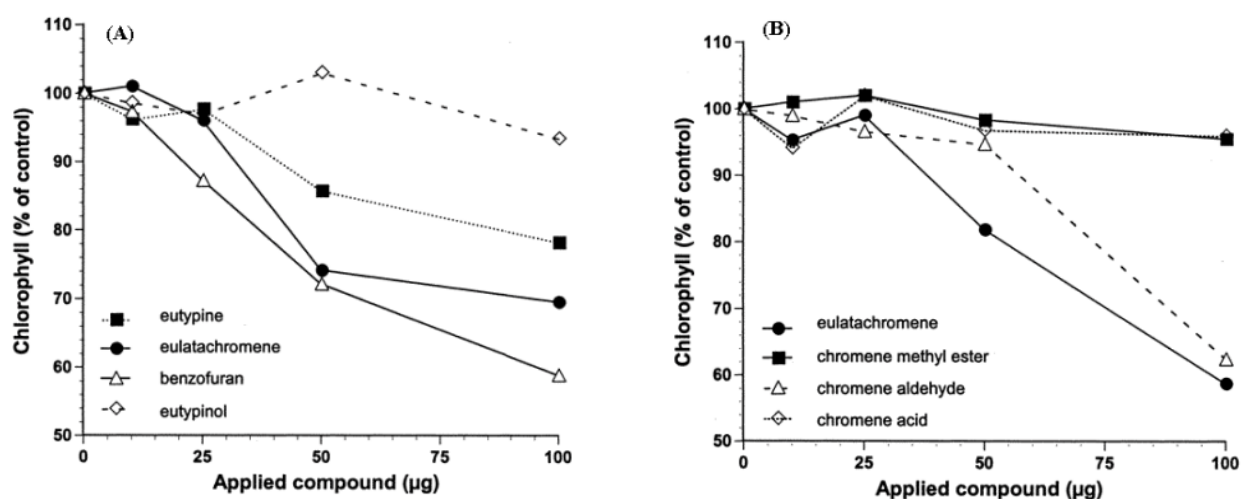 (A)
110
100
90
80
70
60
50
Chlorophyll (% of control)
eutypine
eulatachromene
benzofuran
eutypinol
0
25
50
75
100
Applied compound (µg)
(B)
110
100
90
80
70
60
50
Chlorophyll (% of control)
eulatachromene
chromene methyl ester
chromene aldehyde
chromene acid
0
25
50
75
100
Applied compound (µg)